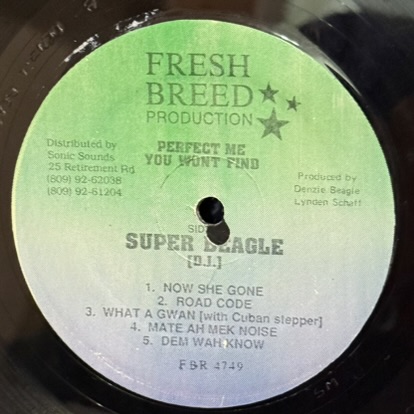 FRESH
BREED
PRODUCTION
Distributed by
Sonic Sounds
25 Retirement Rd
(809) 92-62038
(809) 92-61204
PERFECT ME
YOU WONT FIND
Produced by
Denzie Beagle
Lynden Schaff
SIDE
SUPER BEAGLE
[D.J.]
1. NOW SHE GONE
2. ROAD CODE
3. WHAT A GWAN [with Cuban stepper]
4. MATE AH MEK NOISE
5. DEM WAH KNOW
FBR 4749